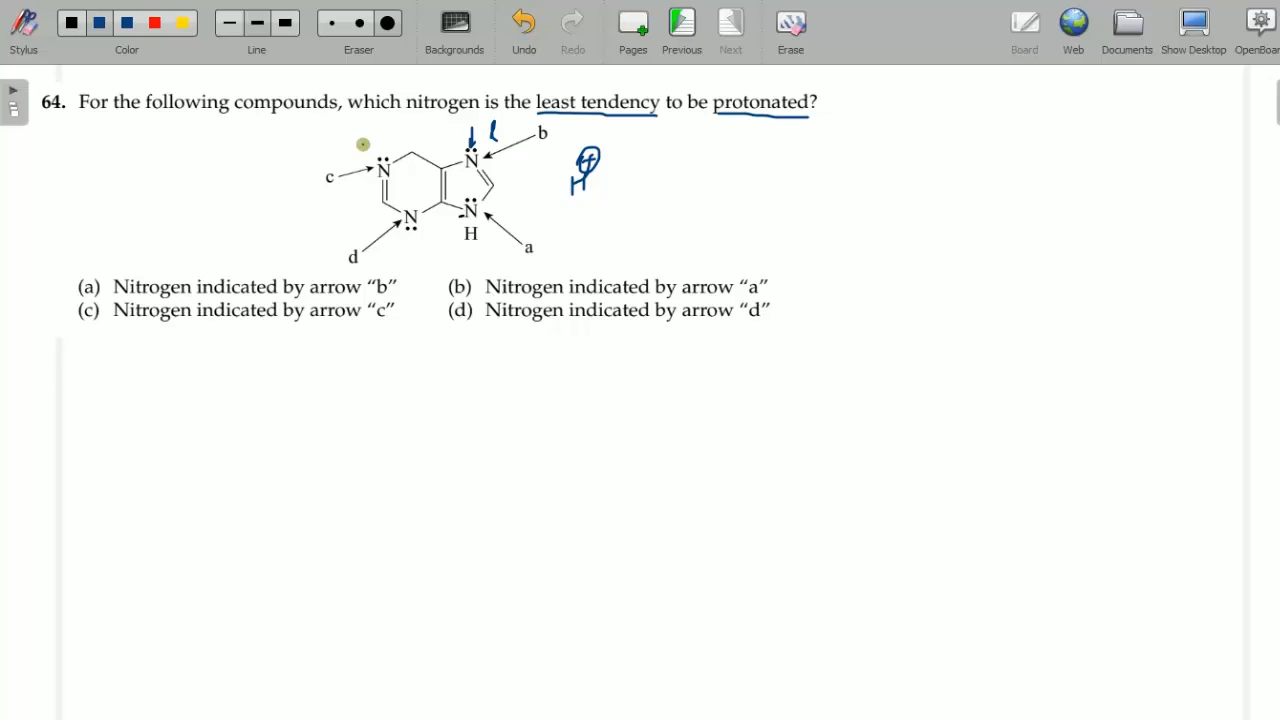 Stylus Color Line Eraser Backgrounds Undo Redo Pages Previous Next Erase Board Web Documents Show Desktop OpenBoar
64. For the following compounds, which nitrogen is the least tendency to be protonated?
b
N
N
c
H
N
N
H
a
d
(a) Nitrogen indicated by arrow “b” (b) Nitrogen indicated by arrow “a”
(c) Nitrogen indicated by arrow “c” (d) Nitrogen indicated by arrow “d”